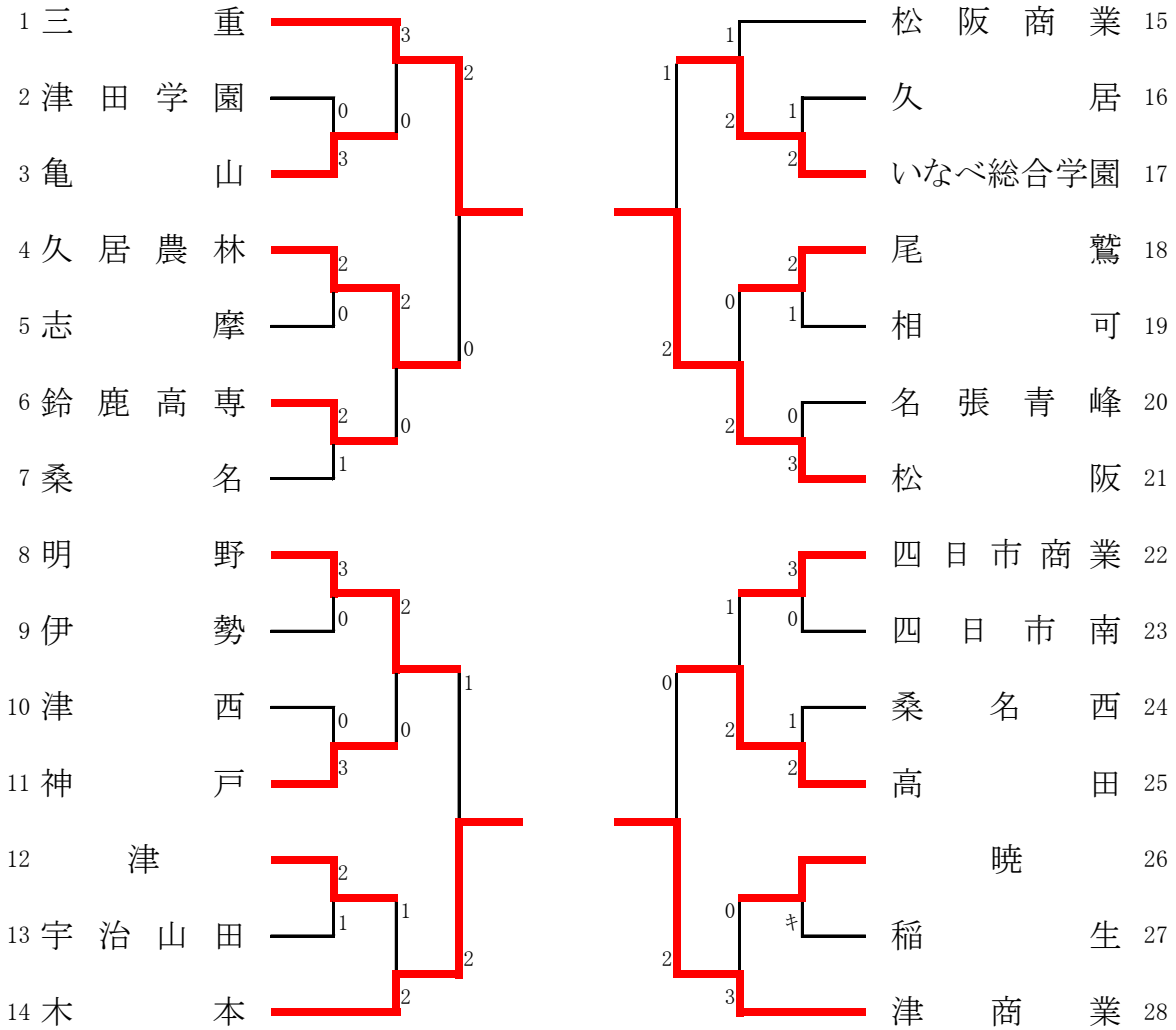 1 三重
2 津田学園
3 亀山
4 久居農林
5 志摩
6 鈴鹿高専
7 桑名
8 明野
9 伊勢
10 津西
11 神戸
12 津
13 宇治山田
14 木本
3
0
0
3
2
2
0
2
0
2
1
0
3
0
2
0
3
0
1
2
1
1
2
2
松阪商業 15
久居 16
いなべ総合学園 17
尾鷲 18
相可 19
名張青峰 20
松阪 21
四日市商業 22
四日市南 23
桑名西 24
高田 25
暁 26
稲生 27
津商業 28
1
1
2
2
1
2
1
0
2
0
3
2
3
0
1
1
2
2
0
0
キ
3
2